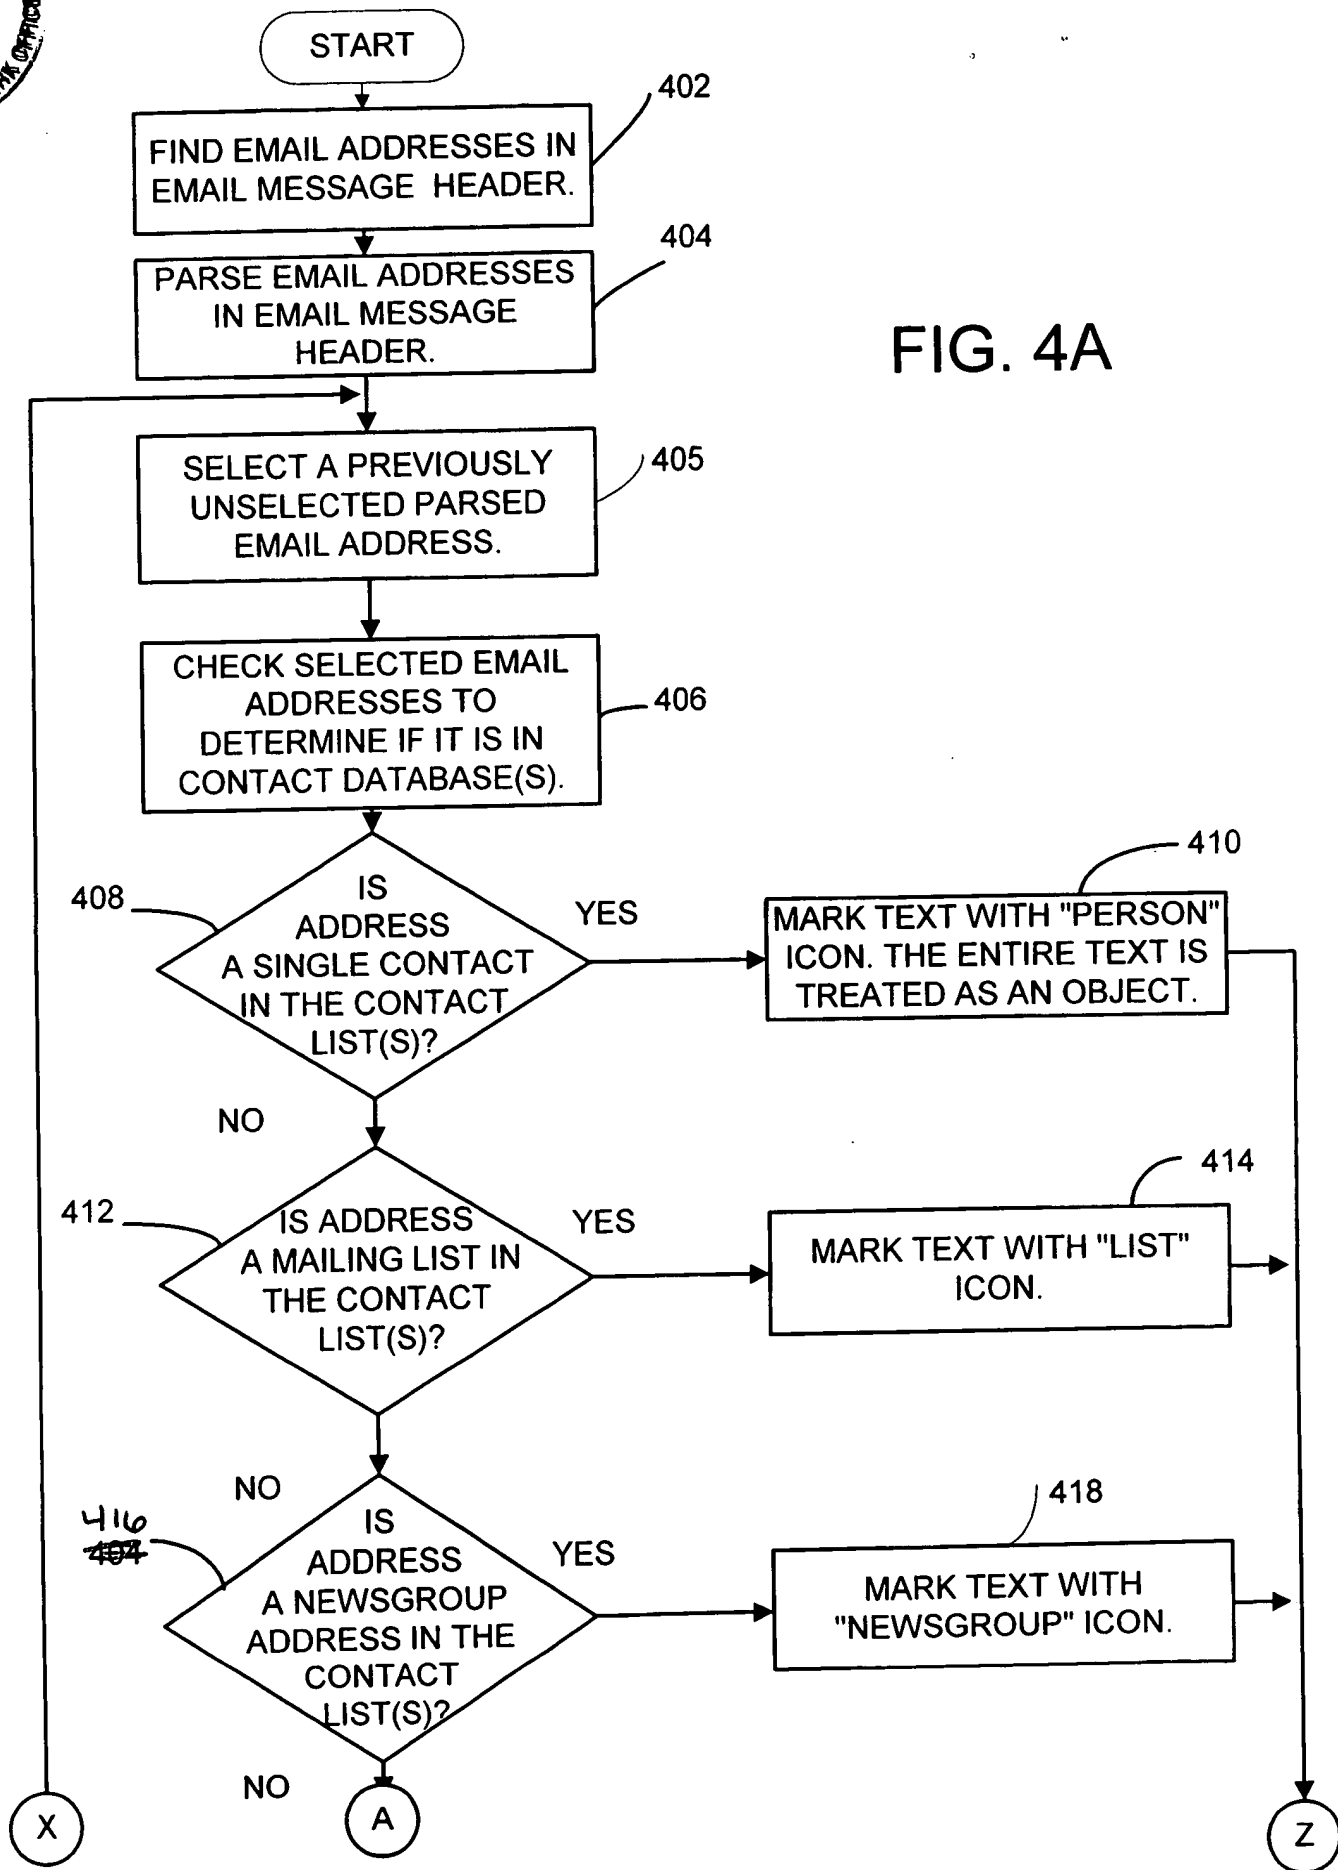 START
402
FIND EMAIL ADDRESSES IN
EMAIL MESSAGE HEADER.
404
PARSE EMAIL ADDRESSES
IN EMAIL MESSAGE
HEADER.
FIG. 4A
SELECT A PREVIOUSLY
UNSELECTED PARSED
EMAIL ADDRESS.
405
CHECK SELECTED EMAIL
ADDRESSES TO
DETERMINE IF IT IS IN
CONTACT DATABASE(S).
406
408
IS
ADDRESS
A SINGLE CONTACT
IN THE CONTACT
LIST(S)?
YES
410
MARK TEXT WITH "PERSON"
ICON. THE ENTIRE TEXT IS
TREATED AS AN OBJECT.
NO
412
IS ADDRESS
A MAILING LIST IN
THE CONTACT
LIST(S)?
YES
414
MARK TEXT WITH "LIST"
ICON.
NO
416
404
IS
ADDRESS
A NEWSGROUP
ADDRESS IN THE
CONTACT
LIST(S)?
YES
418
MARK TEXT WITH
"NEWSGROUP" ICON.
NO
X
A
Z